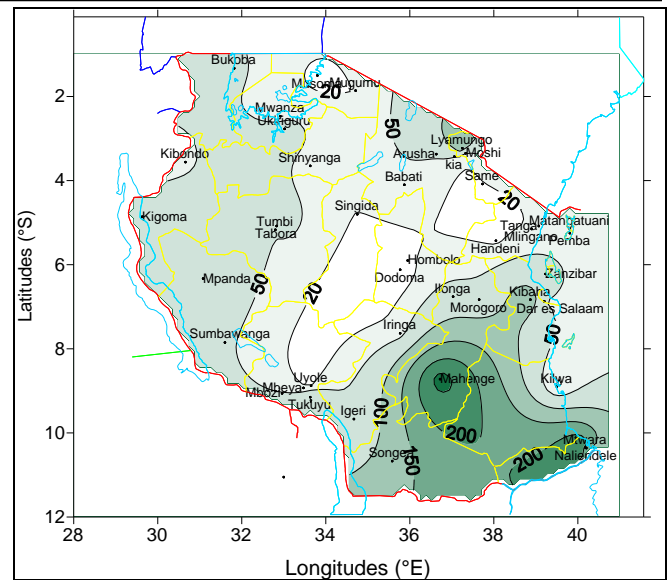 Bukoba
Musoma
Mugumu
20
2
Mwanza
Ukiriguru
50
Lyamungo
Kibondo
Shinyanga
Arusha
Moshi
kia
4
Babati
Same
20
Kigoma
Singida
Tumbi
Tabora
Tanga
Matangatuani
Mlingano
Pemba
Handeni
6
Hombolo
Dodoma
Mpanda
50
20
Zanzibar
Ilonga
Kibaha
Morogoro
Dar es Salaam
Sumbawanga
Iringa
50
8
Uyole
Mbeya
Mbozi
Tukuyu
Mahenge
Kilwa
Igeri
100
10
200
Mtwara
Songea
150
200
Naliendele
12
28
30
32
34
36
38
40
Latitudes (°S)
Longitudes (°E)